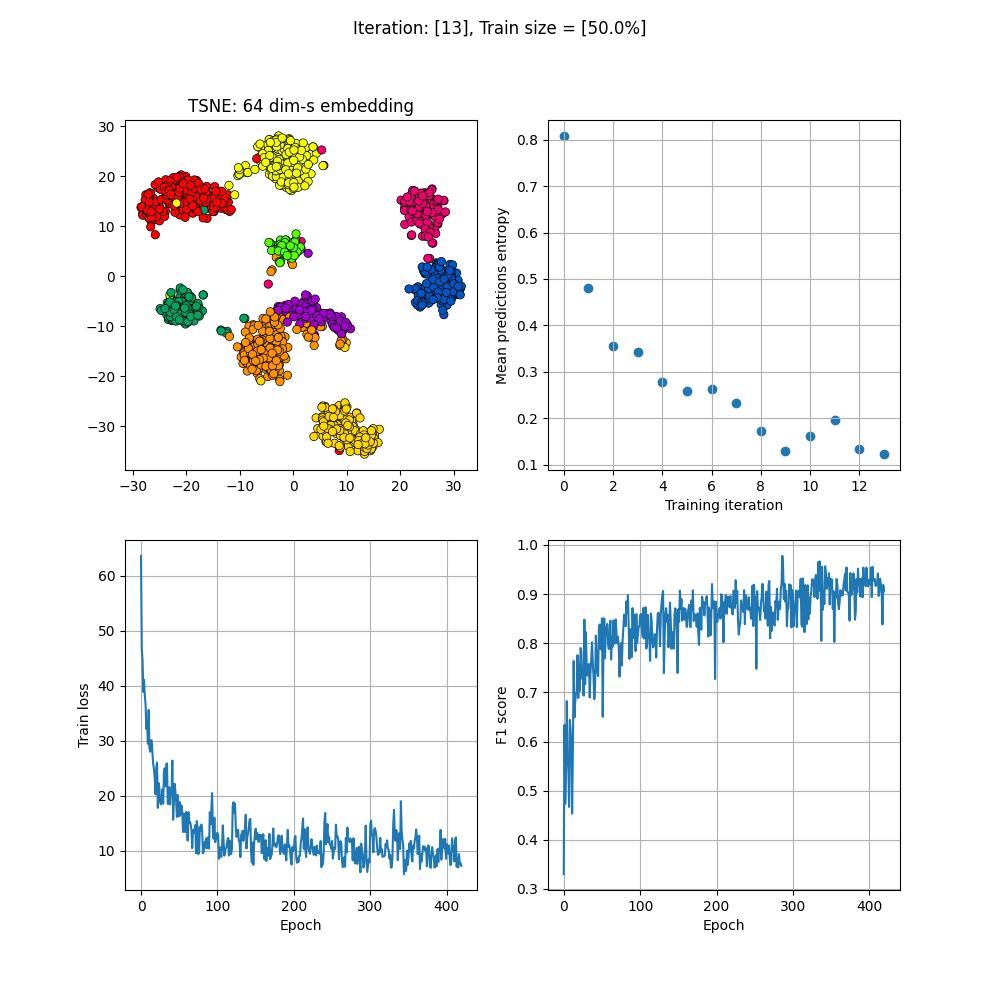 Iteration: [13], Train size = [50.0%]
TSNE: 64 dim-s embedding
30
20
10
0
−10
−20
−30
−30 −20 −10 0 10 20 30
Mean predictions entropy
0.8
0.7
0.6
0.5
0.4
0.3
0.2
0.1
0 2 4 6 8 10 12
Training iteration
Train loss
60
50
40
30
20
10
0 100 200 300 400
Epoch
F1 score
1.0
0.9
0.8
0.7
0.6
0.5
0.4
0.3
0 100 200 300 400
Epoch